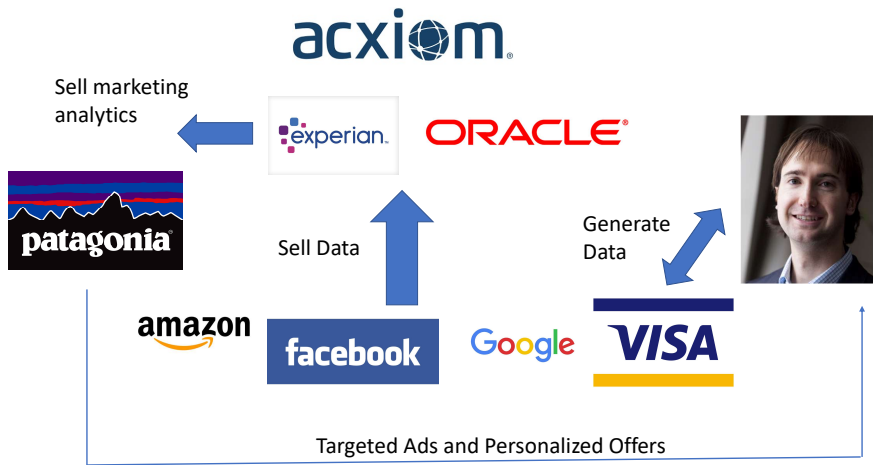 acxiom®
Sell marketing
analytics
experian™
ORACLE®
patagonia®
Sell Data
Generate
Data
amazon
facebook
Google
VISA
Targeted Ads and Personalized Offers